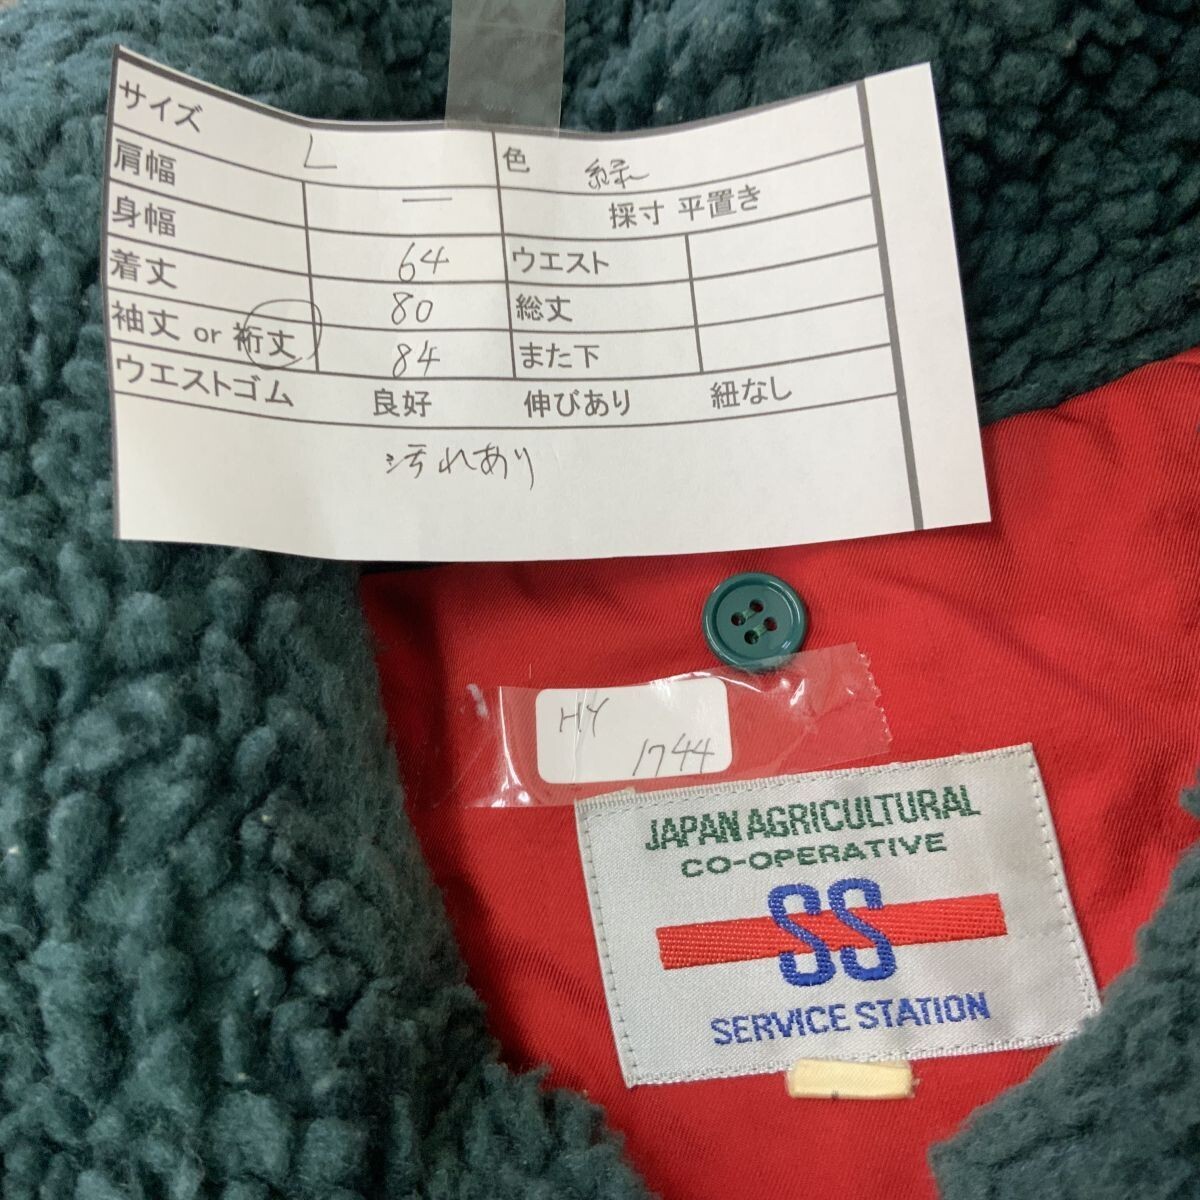 サイズ L 色 緑
肩幅 — 採寸 平置き
身幅 64 ウエスト
着丈 80 総丈
袖丈 or 裄丈 84 また下
ウエストゴム 良好 伸びあり 紐なし
汚れあり
HY
1744
JAPAN AGRICULTURAL
CO-OPERATIVE
SS
SERVICE STATION